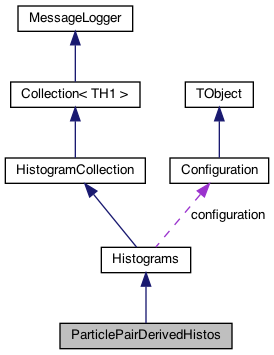 MessageLogger
Collection< TH1 >
TObject
HistogramCollection
Configuration
configuration
Histograms
ParticlePairDerivedHistos